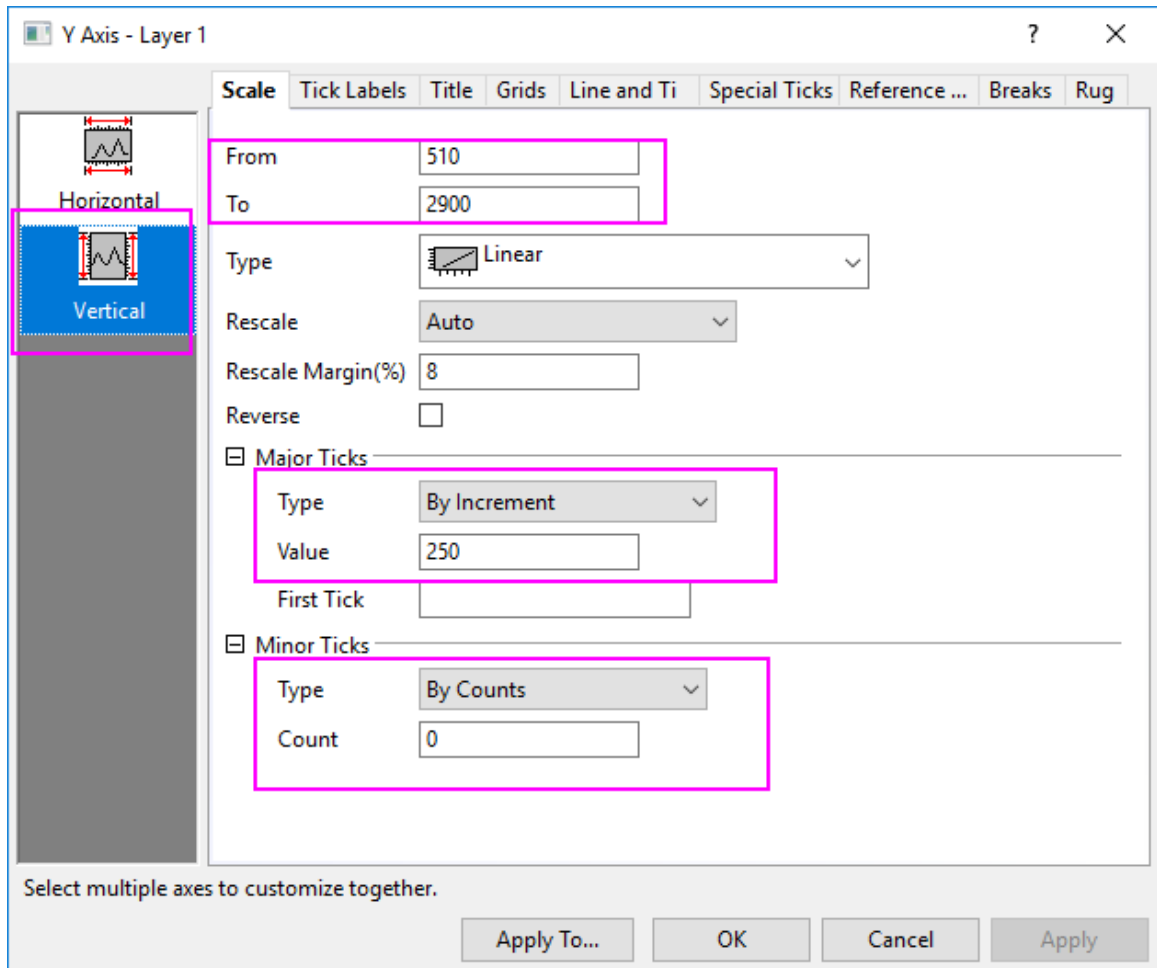 Y Axis - Layer 1 ? ×
Scale Tick Labels Title Grids Line and Ti Special Ticks Reference ... Breaks Rug
Horizontal
Vertical
From 510
To 2900
Type Linear
Rescale Auto
Rescale Margin(%) 8
Reverse
Major Ticks
Type By Increment
Value 250
First Tick
Minor Ticks
Type By Counts
Count 0
Select multiple axes to customize together.
Apply To... OK Cancel Apply